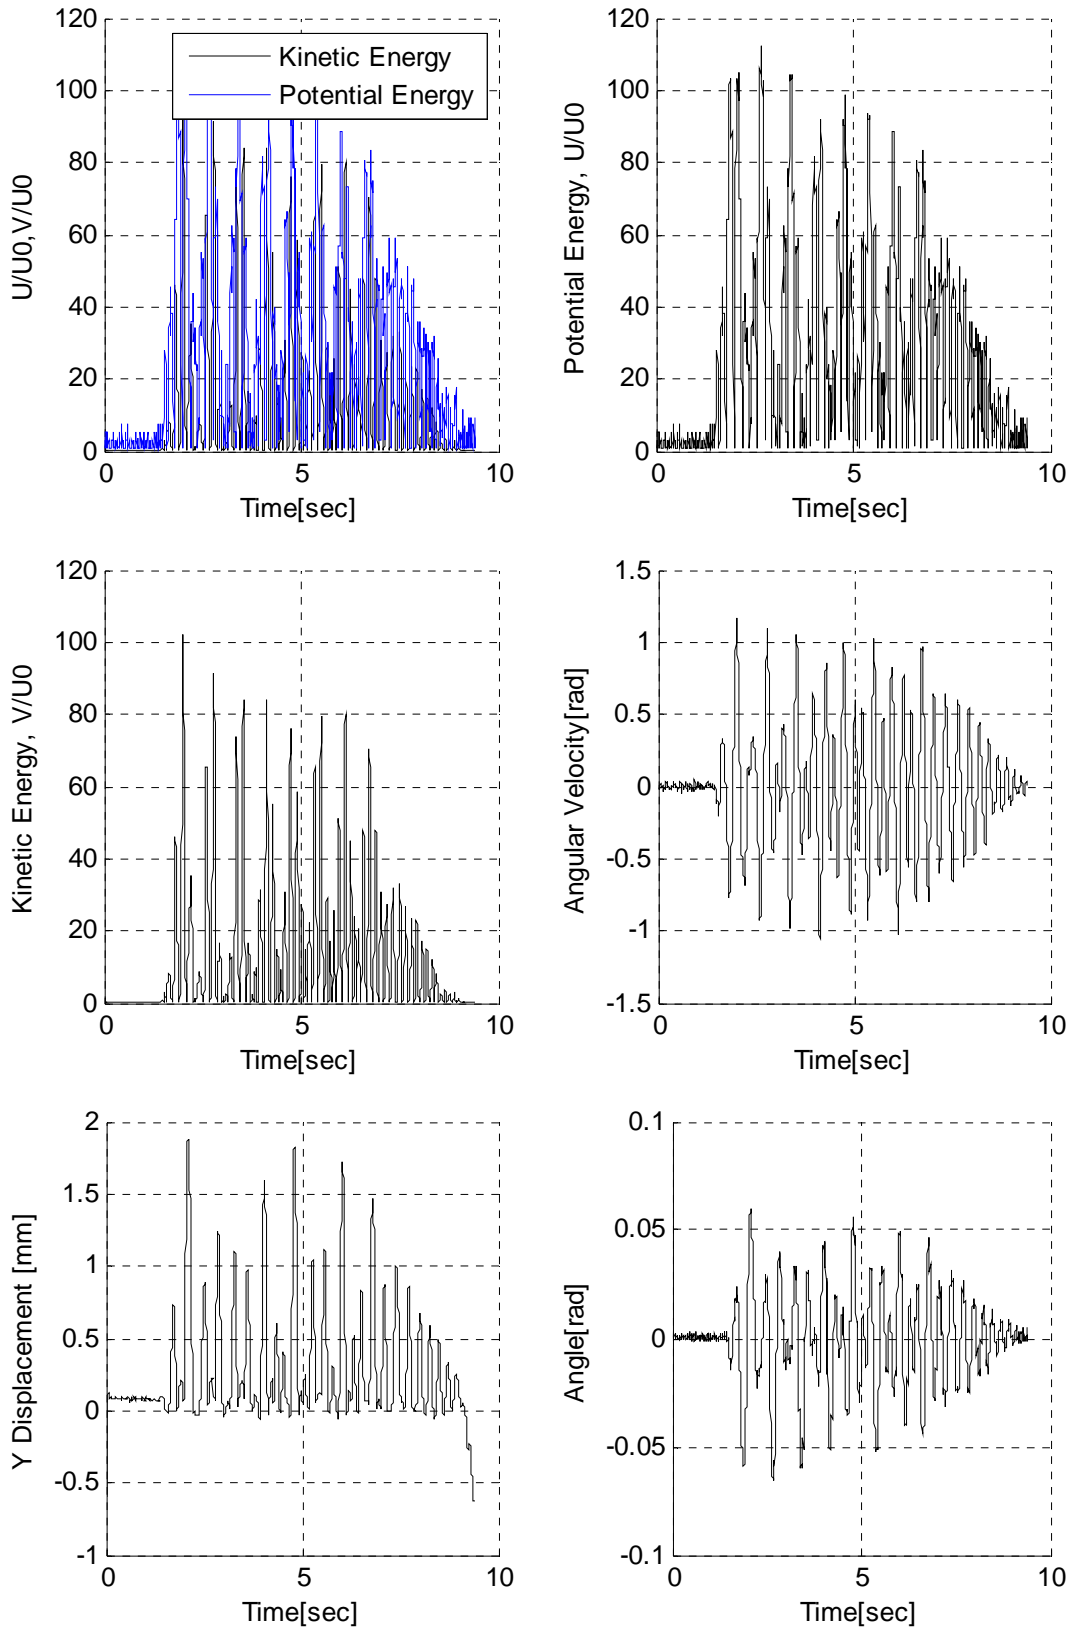 120
100
80
60
40
20
0
0 5 10
U/U0,V/U0
Time[sec]
Kinetic Energy
Potential Energy
120
100
80
60
40
20
0
0 5 10
Potential Energy, U/U0
Time[sec]
120
100
80
60
40
20
0
0 5 10
Kinetic Energy, V/U0
Time[sec]
1.5
1
0.5
0
-0.5
-1
-1.5
0 5 10
Angular Velocity[rad]
Time[sec]
2
1.5
1
0.5
0
-0.5
-1
0 5 10
Y Displacement [mm]
Time[sec]
0.1
0.05
0
-0.05
-0.1
0 5 10
Angle[rad]
Time[sec]